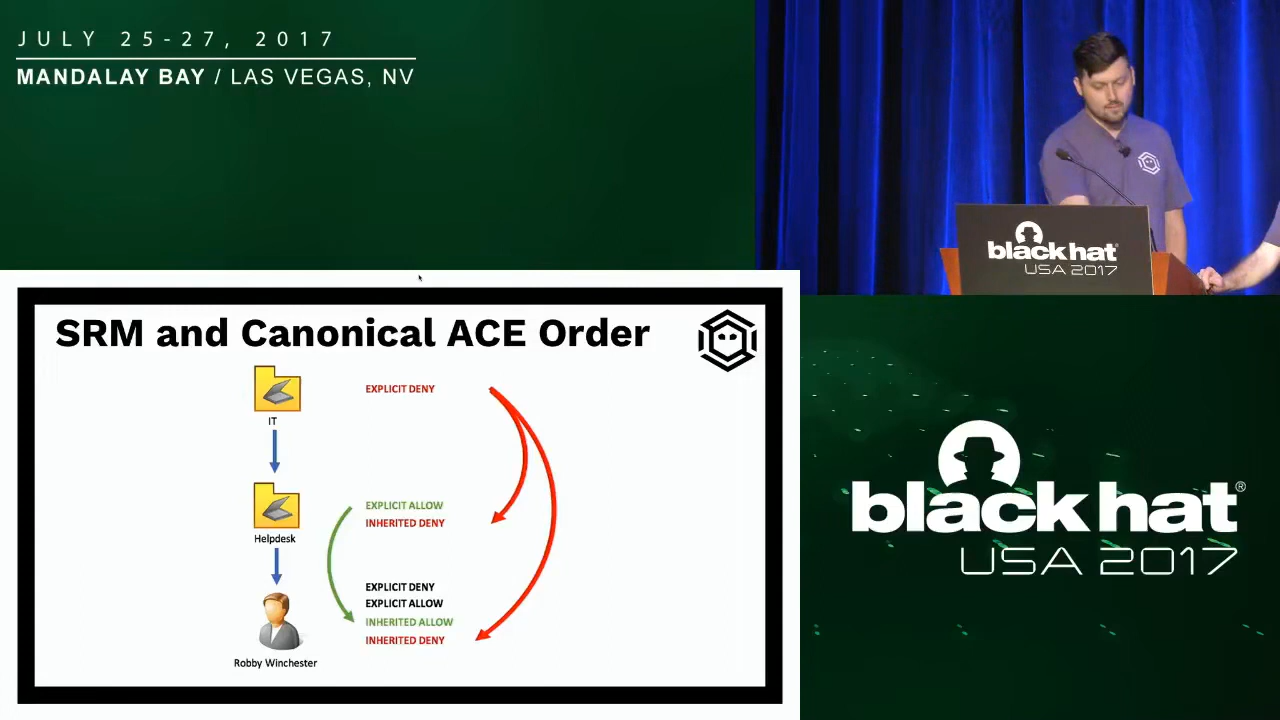 JULY 25-27, 2017
MANDALAY BAY / LAS VEGAS, NV
black hat
USA 2017
SRM and Canonical ACE Order
IT
EXPLICIT DENY
Helpdesk
EXPLICIT ALLOW
INHERITED DENY
EXPLICIT DENY
EXPLICIT ALLOW
INHERITED ALLOW
INHERITED DENY
Robby Winchester
black hat®
USA 2017